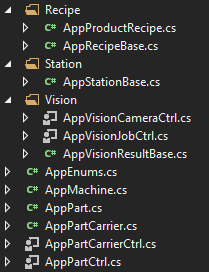 Recipe
C# AppProductRecipe.cs
C# AppRecipeBase.cs
Station
C# AppStationBase.cs
Vision
AppVisionCameraCtrl.cs
AppVisionJobCtrl.cs
C# AppVisionResultBase.cs
C# AppEnums.cs
C# AppMachine.cs
C# AppPart.cs
C# AppPartCarrier.cs
AppPartCarrierCtrl.cs
AppPartCtrl.cs